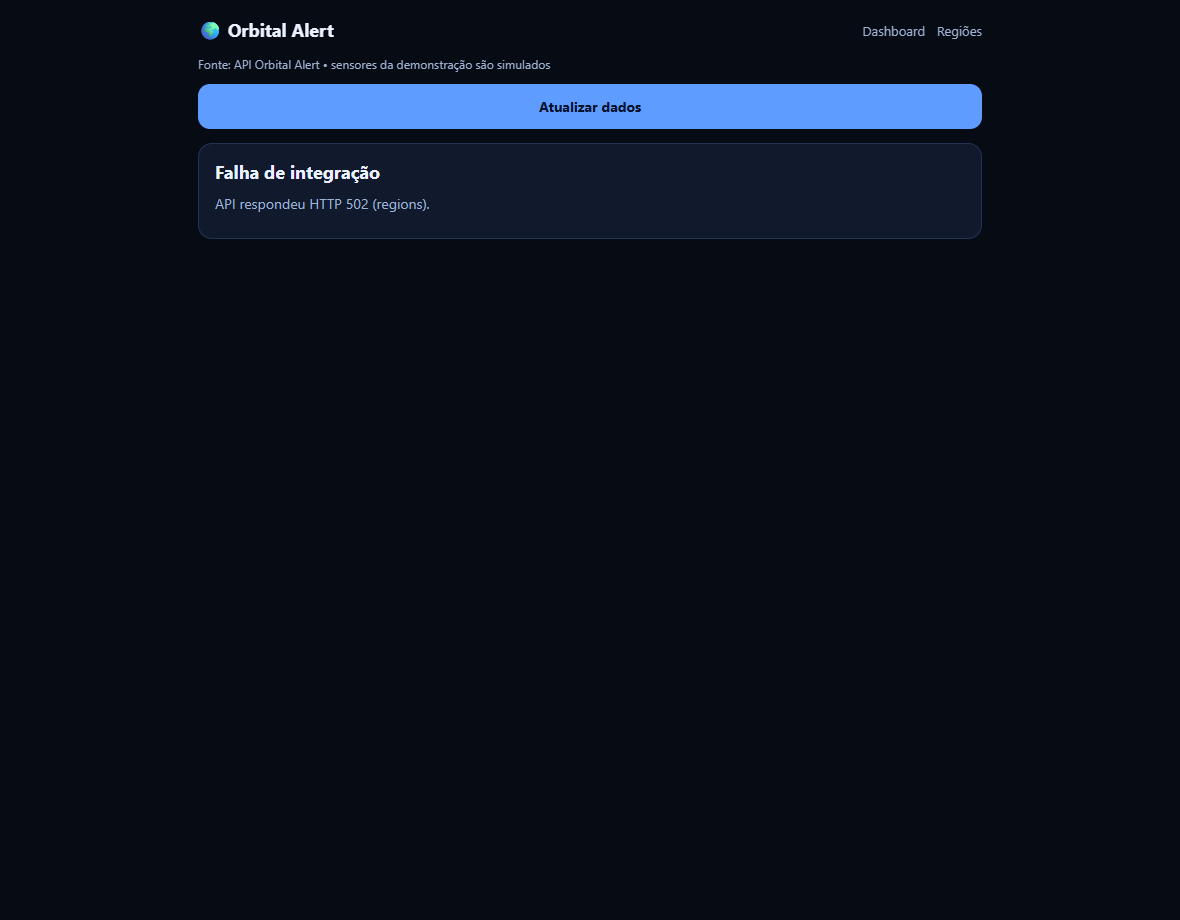 Orbital Alert
Dashboard Regiões
Fonte: API Orbital Alert • sensores da demonstração são simulados
Atualizar dados
Falha de integração
API respondeu HTTP 502 (regions).